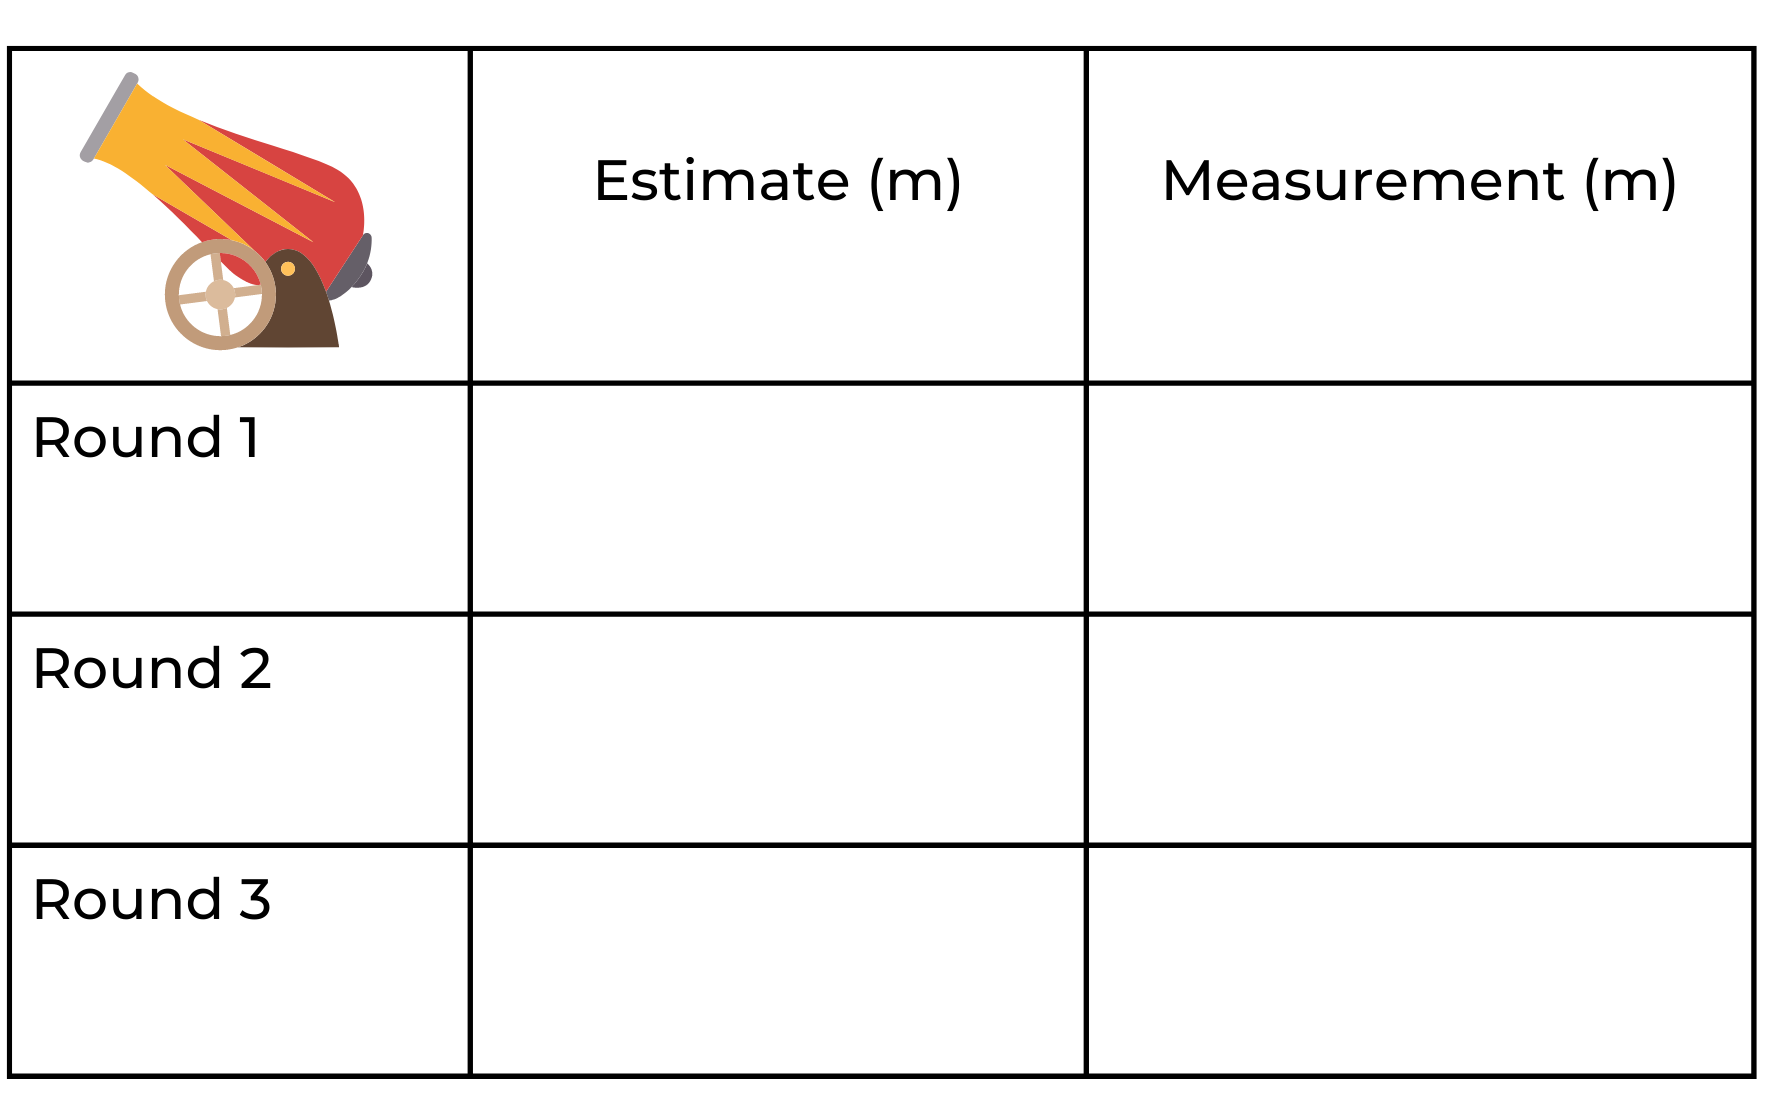 Estimate (m)
Measurement (m)
Round 1
Round 2
Round 3